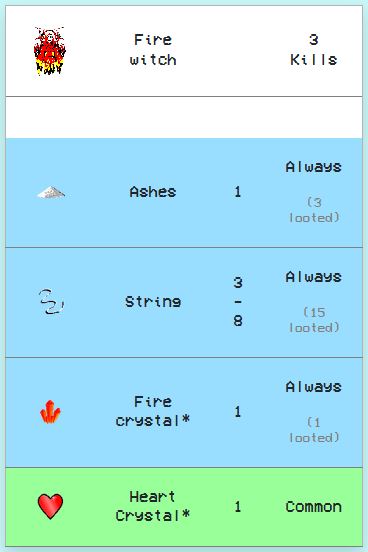 Fire 3
witch Kills
Always
Ashes 1
(3
looted)
Always
3
String -
8
(15
looted)
Always
Fire 1
crystal*
(1
looted)
Heart 1 Common
Crystal*